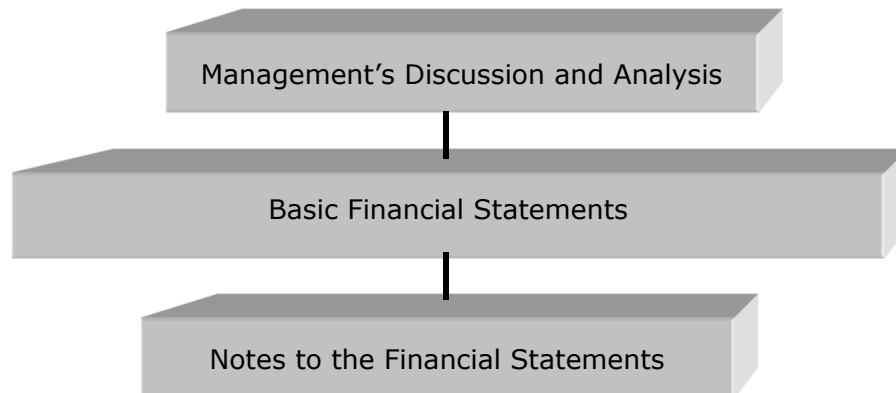 Management’s Discussion and Analysis
Basic Financial Statements
Notes to the Financial Statements